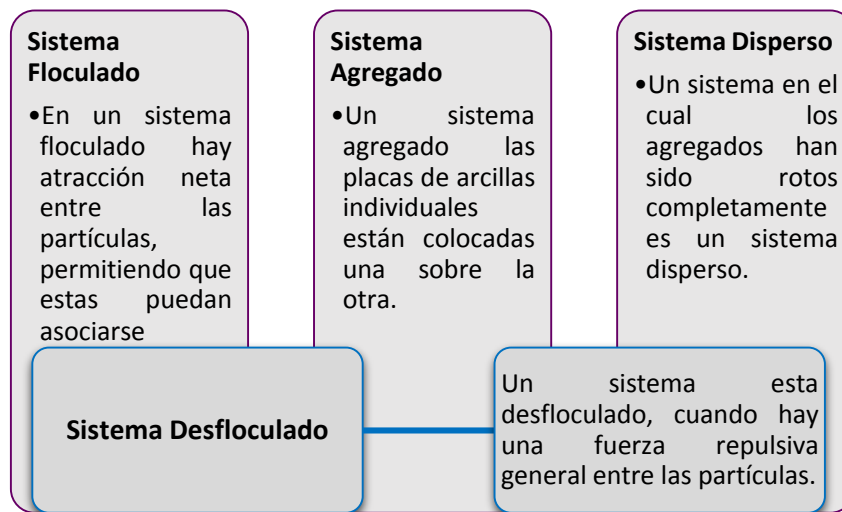 Sistema
Floculado
•En un sistema
floculado hay
atracción neta
entre las
partículas,
permitiendo que
estas puedan
asociarse
Sistema
Agregado
•Un sistema
agregado las
placas de arcillas
individuales
están colocadas
una sobre la
otra.
Sistema Disperso
•Un sistema en el
cual los
agregados han
sido rotos
completamente
es un sistema
disperso.
Sistema Desfloculado
Un sistema esta
desfloculado, cuando hay
una fuerza repulsiva
general entre las partículas.